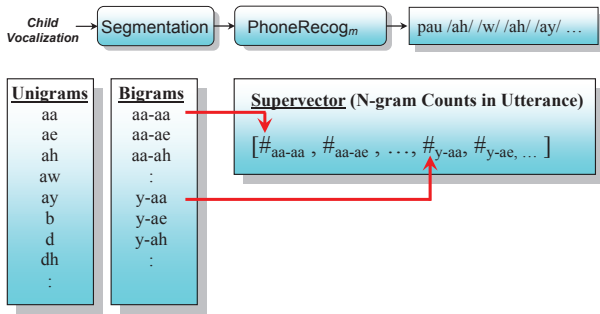 Child
Vocalization
Segmentation
PhoneRecog_m
pau /ah/ /w/ /ah/ /ay/ …
Unigrams
aa
ae
ah
aw
ay
b
d
dh
:
Bigrams
aa-aa
aa-ae
aa-ah
:
y-aa
y-ae
y-ah
:
Supervector (N-gram Counts in Utterance)
[#aa-aa , #aa-ae , …, #y-aa, #y-ae, … ]